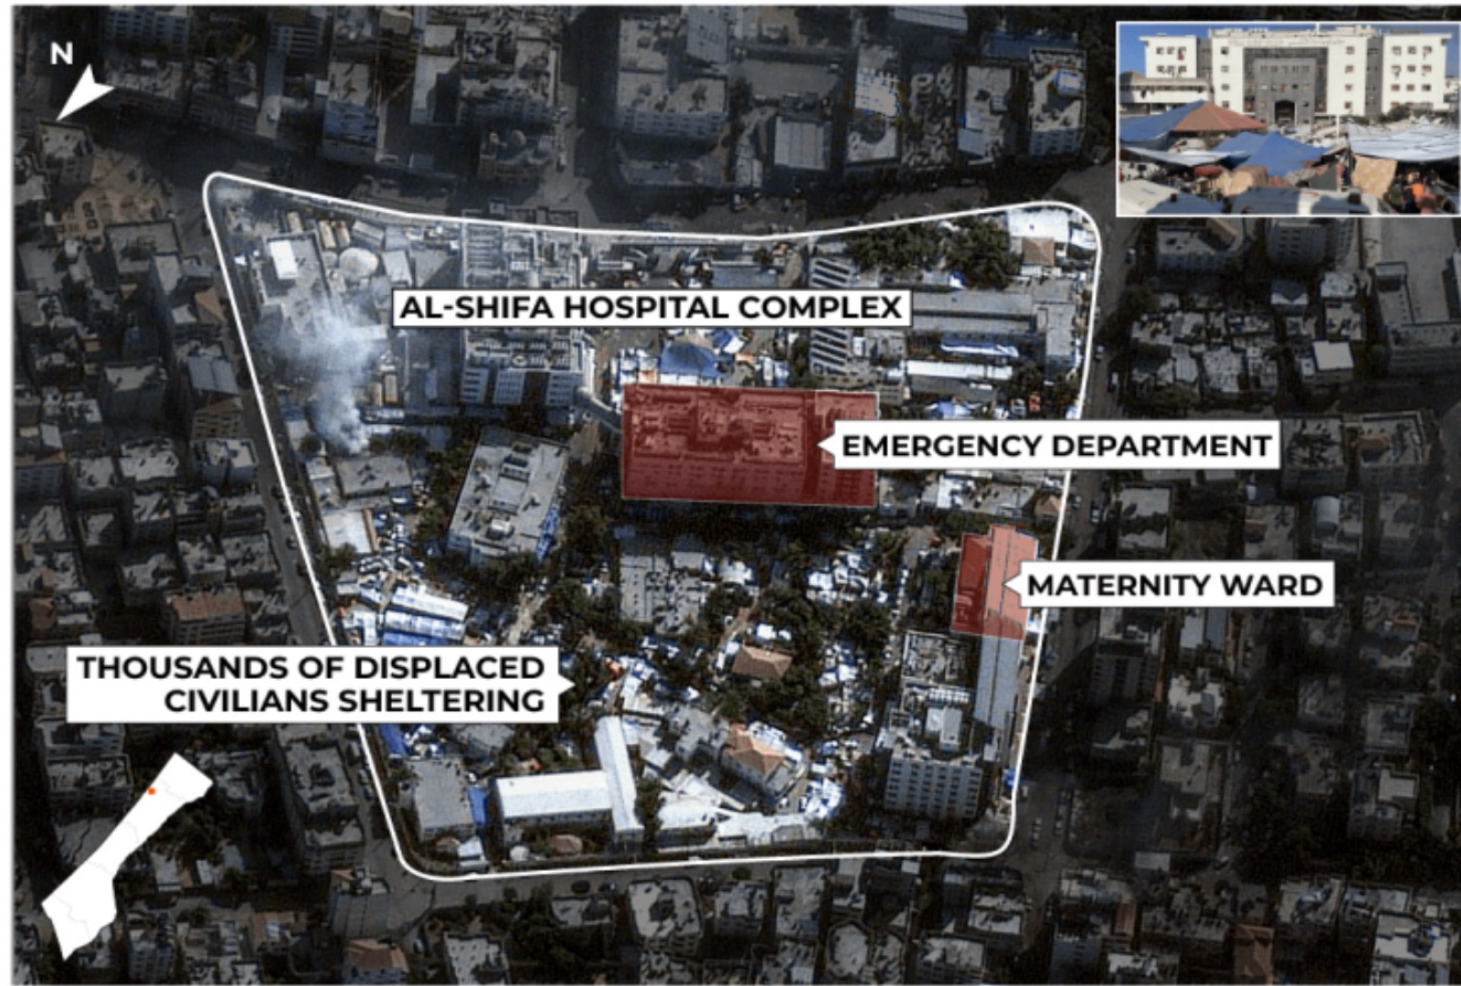 N
AL-SHIFA HOSPITAL COMPLEX
EMERGENCY DEPARTMENT
MATERNITY WARD
THOUSANDS OF DISPLACED
CIVILIANS SHELTERING